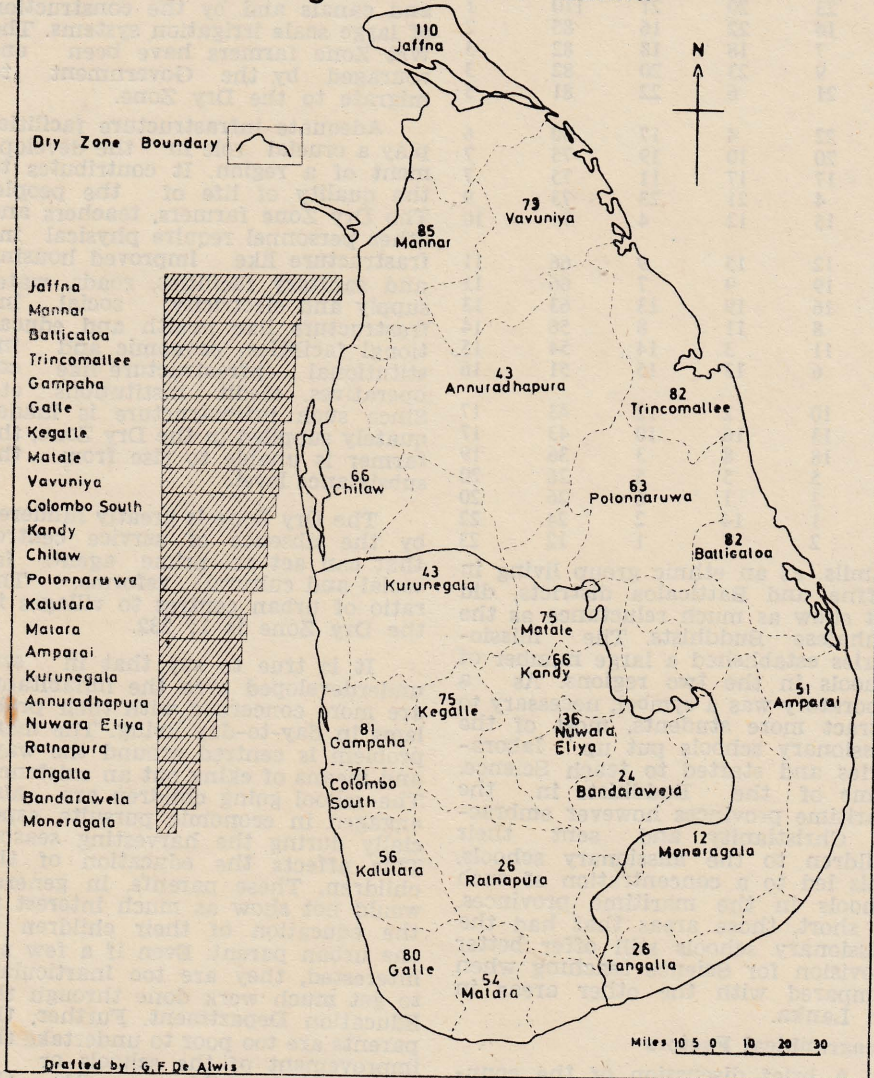 110
Jaffna
N
Dry Zone Boundary
79
Vavuniya
85
Mannar
43
Annuradhapura
82
Trincomallee
66
Chilaw
63
Polonnaruwa
82
Batticaloa
43
Kurunegala
75
Matale
66
Kandy
51
Amparai
75
Kegalle
36
Nuwara
Eliya
81
Gampaha
71
Colombo
South
24
Bandarawela
12
Monaragala
56
Kalutara
26
Ratnapura
80
Galle
54
Matara
26
Tangalla
Jaffna
Mannar
Batticaloa
Trincomallee
Gampaha
Galle
Kegalle
Matale
Vavuniya
Colombo South
Kandy
Chilaw
Polonnaruwa
Kalutara
Matara
Amparai
Kurunegala
Annuradhapura
Nuwara Eliya
Ratnapura
Tangalla
Bandarawela
Moneragala
Miles 10 5 0 10 20 30
Drafted by : G.F. De Alwis